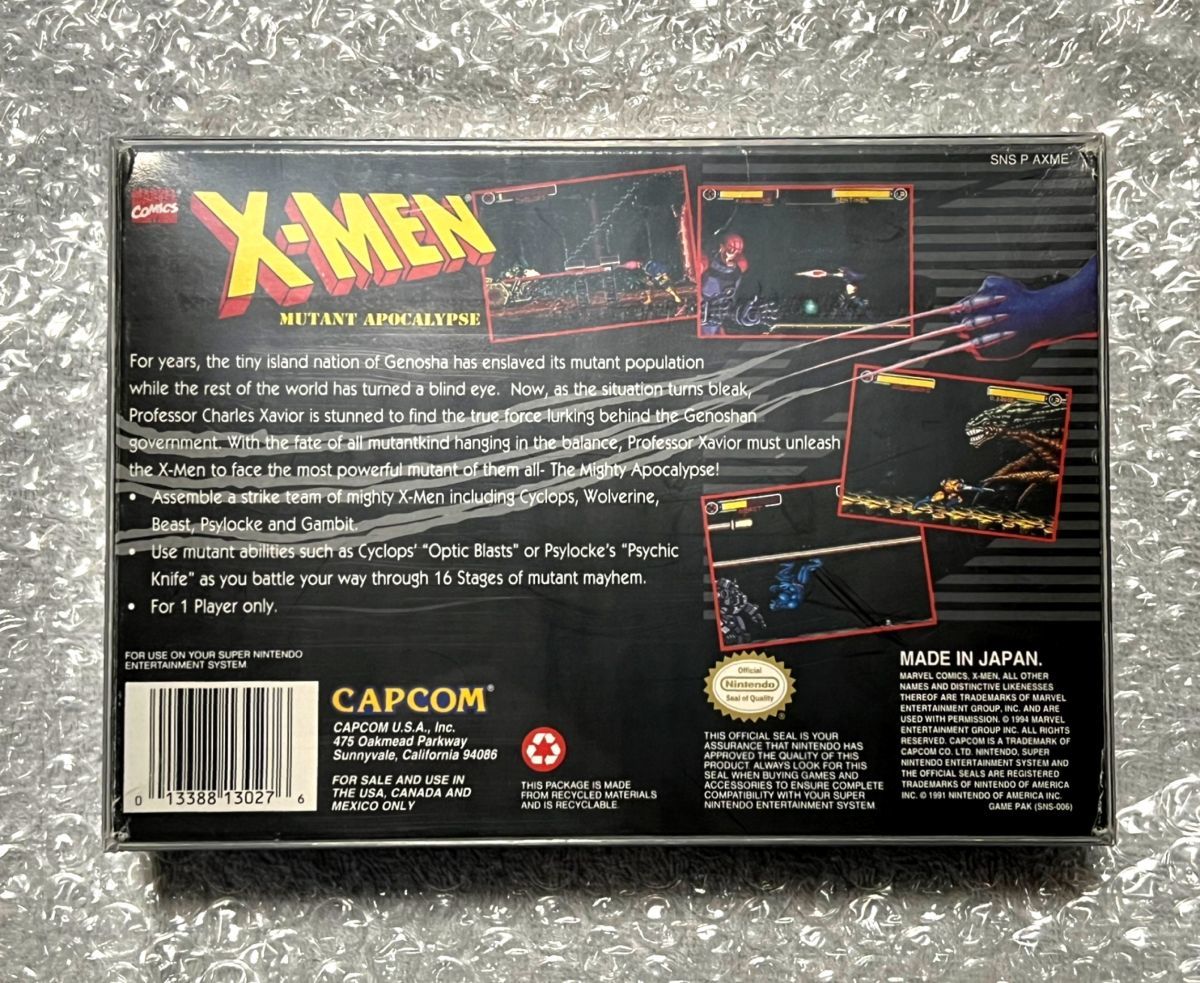 SNS P AXME
MARVEL
COMICS
X-MEN
MUTANT APOCALYPSE
SENTINEL
BEAST
For years, the tiny island nation of Genosha has enslaved its mutant population
while the rest of the world has turned a blind eye. Now, as the situation turns bleak,
Professor Charles Xavior is stunned to find the true force lurking behind the Genoshan
government. With the fate of all mutantkind hanging in the balance, Professor Xavior must unleash
the X-Men to face the most powerful mutant of them all- The Mighty Apocalypse!
• Assemble a strike team of mighty X-Men including Cyclops, Wolverine,
Beast, Psylocke and Gambit.
• Use mutant abilities such as Cyclops' “Optic Blasts” or Psylocke's “Psychic
Knife” as you battle your way through 16 Stages of mutant mayhem.
• For 1 Player only.
FOR USE ON YOUR SUPER NINTENDO
ENTERTAINMENT SYSTEM
0 13388 13027 6
CAPCOM®
CAPCOM U.S.A., Inc.
475 Oakmead Parkway
Sunnyvale, California 94086
FOR SALE AND USE IN
THE USA, CANADA AND
MEXICO ONLY
THIS PACKAGE IS MADE
FROM RECYCLED MATERIALS
AND IS RECYCLABLE.
Official
Nintendo
Seal of Quality
®
THIS OFFICIAL SEAL IS YOUR
ASSURANCE THAT NINTENDO HAS
APPROVED THE QUALITY OF THIS
PRODUCT. ALWAYS LOOK FOR THIS
SEAL WHEN BUYING GAMES AND
ACCESSORIES TO ENSURE COMPLETE
COMPATIBILITY WITH YOUR SUPER
NINTENDO ENTERTAINMENT SYSTEM
MADE IN JAPAN.
MARVEL COMICS, X-MEN, ALL OTHER
NAMES AND DISTINCTIVE LIKENESSES
THEREOF ARE TRADEMARKS OF MARVEL
ENTERTAINMENT GROUP, INC. AND ARE
USED WITH PERMISSION. © 1994 MARVEL
ENTERTAINMENT GROUP INC. ALL RIGHTS
RESERVED. CAPCOM IS A TRADEMARK OF
CAPCOM CO. LTD. NINTENDO, SUPER
NINTENDO ENTERTAINMENT SYSTEM AND
THE OFFICIAL SEALS ARE REGISTERED
TRADEMARKS OF NINTENDO OF AMERICA
INC. © 1991 NINTENDO OF AMERICA INC.
GAME PAK (SNS-006)